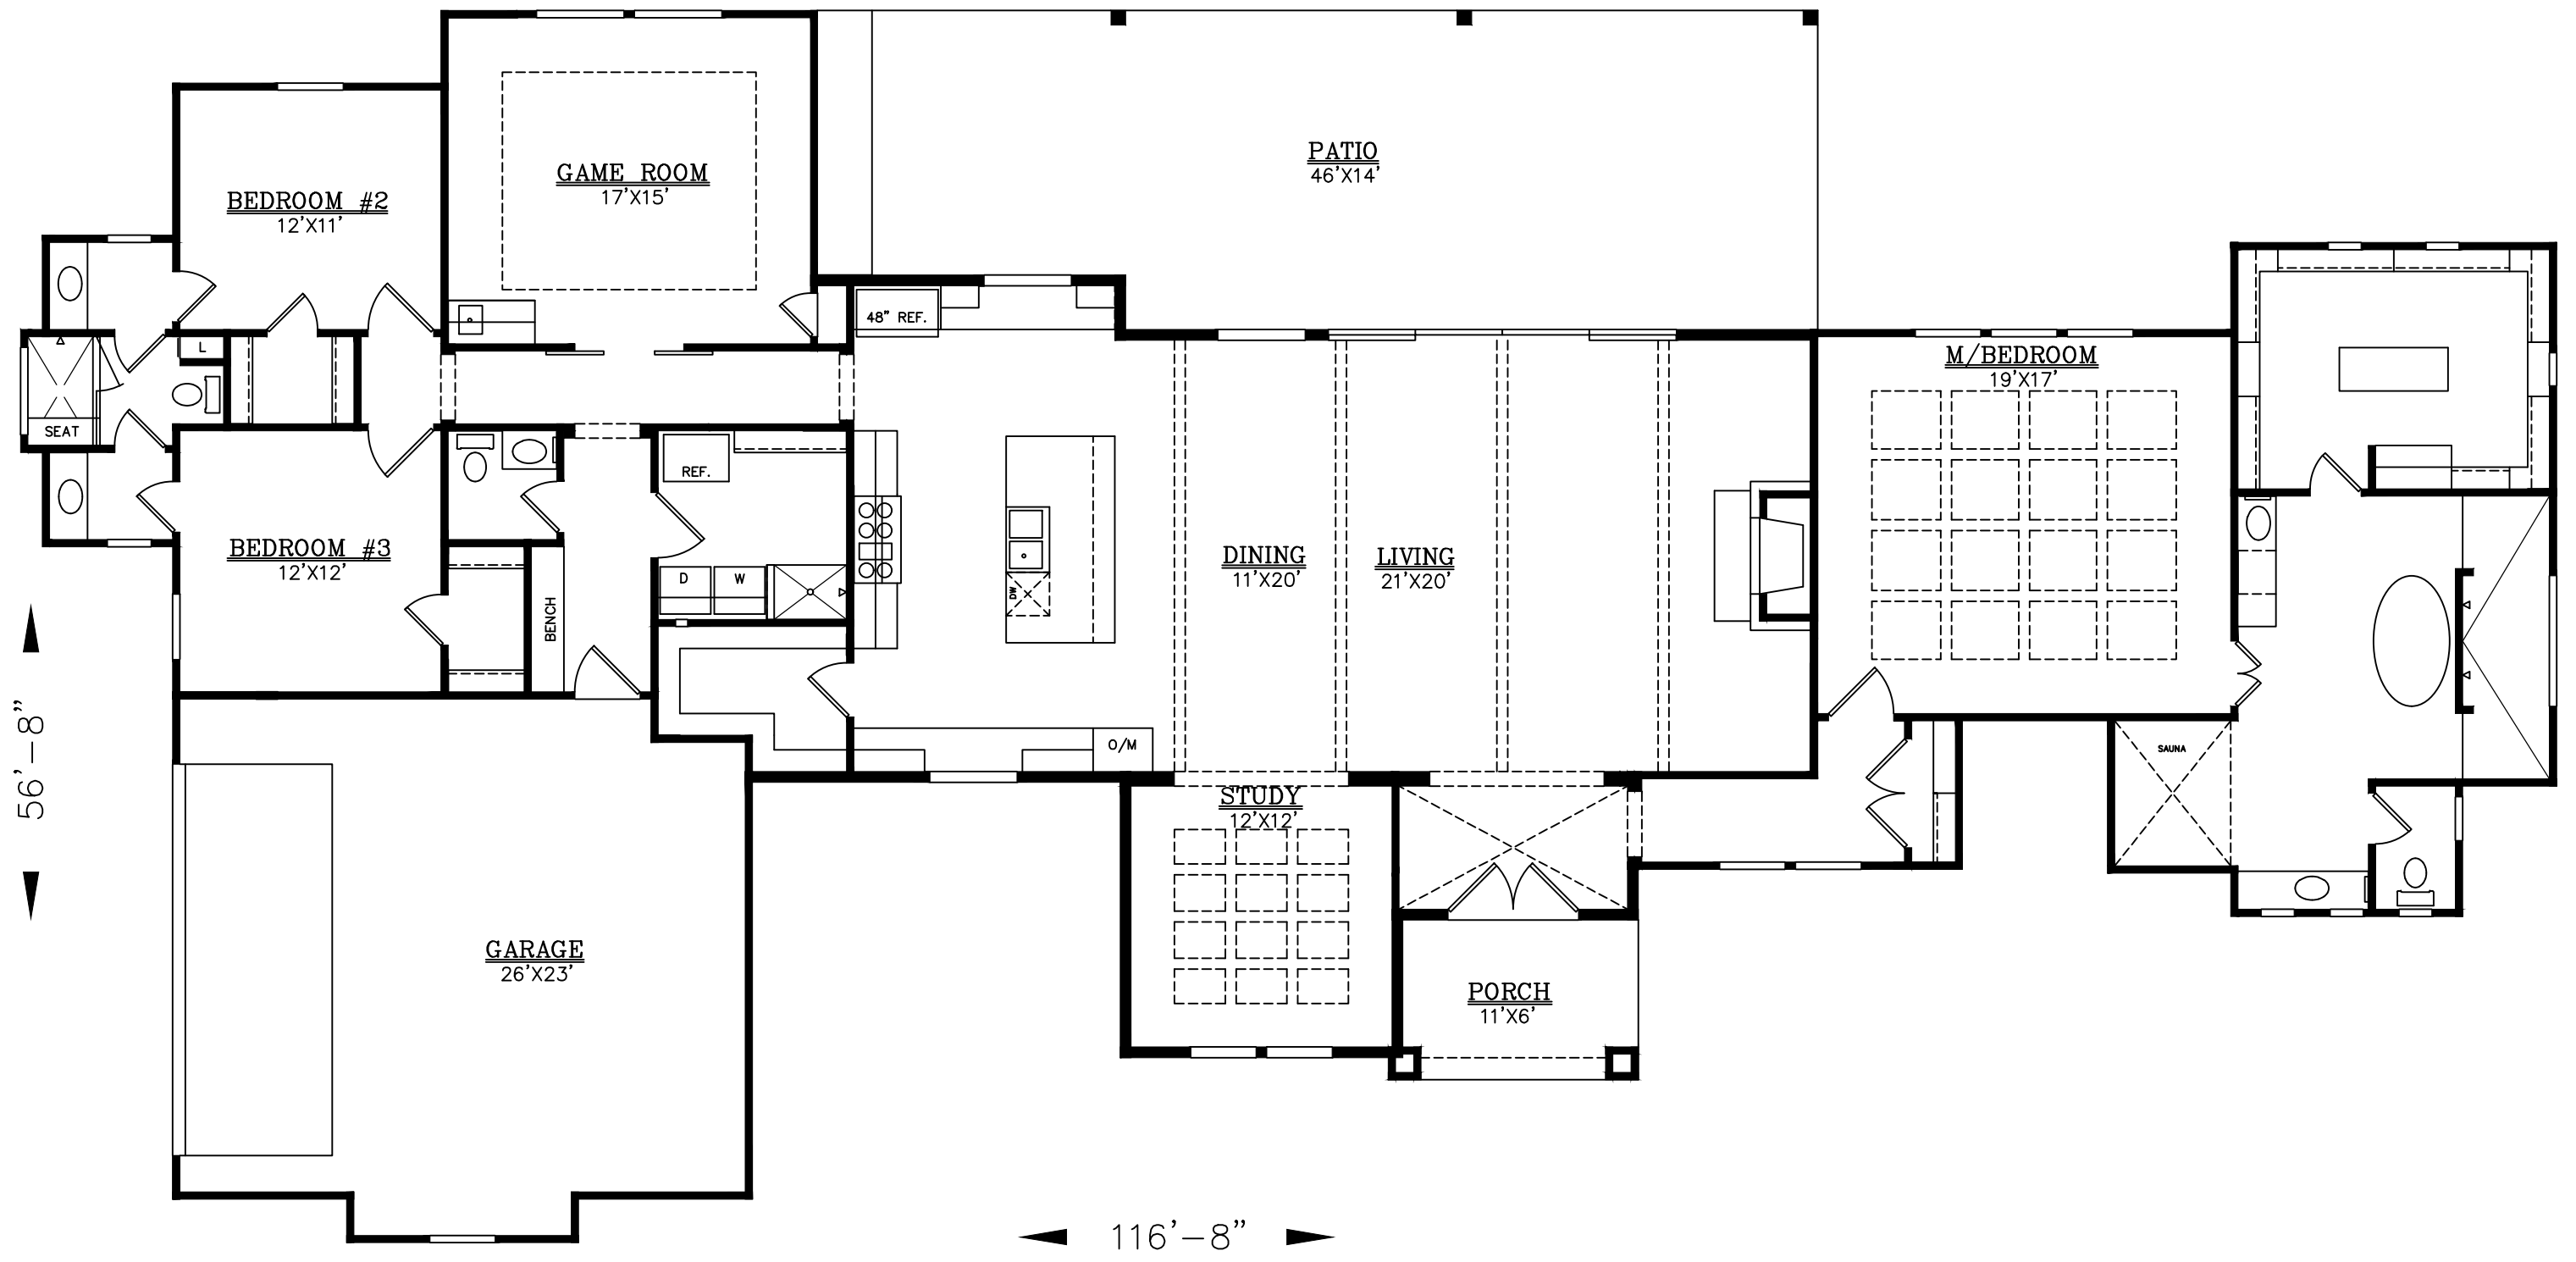 PATIO
46'X14'
GAME ROOM
17'X15'
BEDROOM #2
12'X11'
48" REF.
L
SEAT
M/BEDROOM
19'X17'
REF.
BEDROOM #3
12'X12'
DINING
11'X20'
LIVING
21'X20'
D
W
DW
BENCH
O/M
SAUNA
STUDY
12'X12'
56'-8"
GARAGE
26'X23'
PORCH
11'X6'
116'-8"